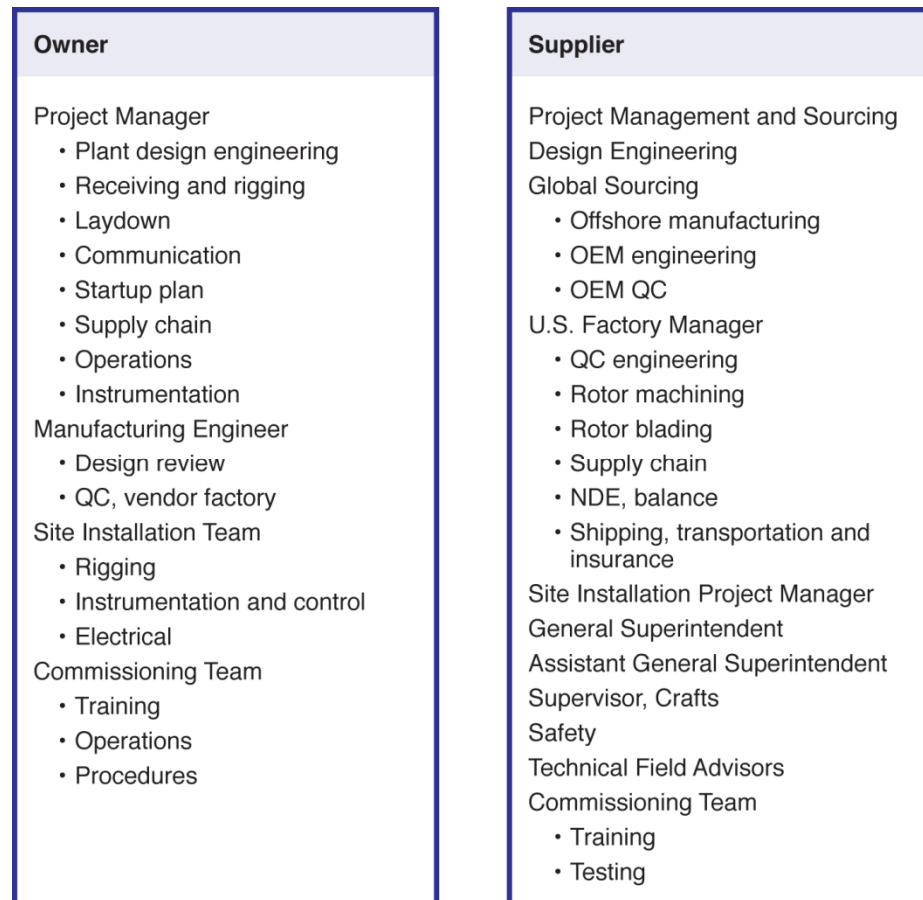 Owner
Project Manager
• Plant design engineering
• Receiving and rigging
• Laydown
• Communication
• Startup plan
• Supply chain
• Operations
• Instrumentation
Manufacturing Engineer
• Design review
• QC, vendor factory
Site Installation Team
• Rigging
• Instrumentation and control
• Electrical
Commissioning Team
• Training
• Operations
• Procedures
Supplier
Project Management and Sourcing
Design Engineering
Global Sourcing
• Offshore manufacturing
• OEM engineering
• OEM QC
U.S. Factory Manager
• QC engineering
• Rotor machining
• Rotor blading
• Supply chain
• NDE, balance
• Shipping, transportation and
insurance
Site Installation Project Manager
General Superintendent
Assistant General Superintendent
Supervisor, Crafts
Safety
Technical Field Advisors
Commissioning Team
• Training
• Testing